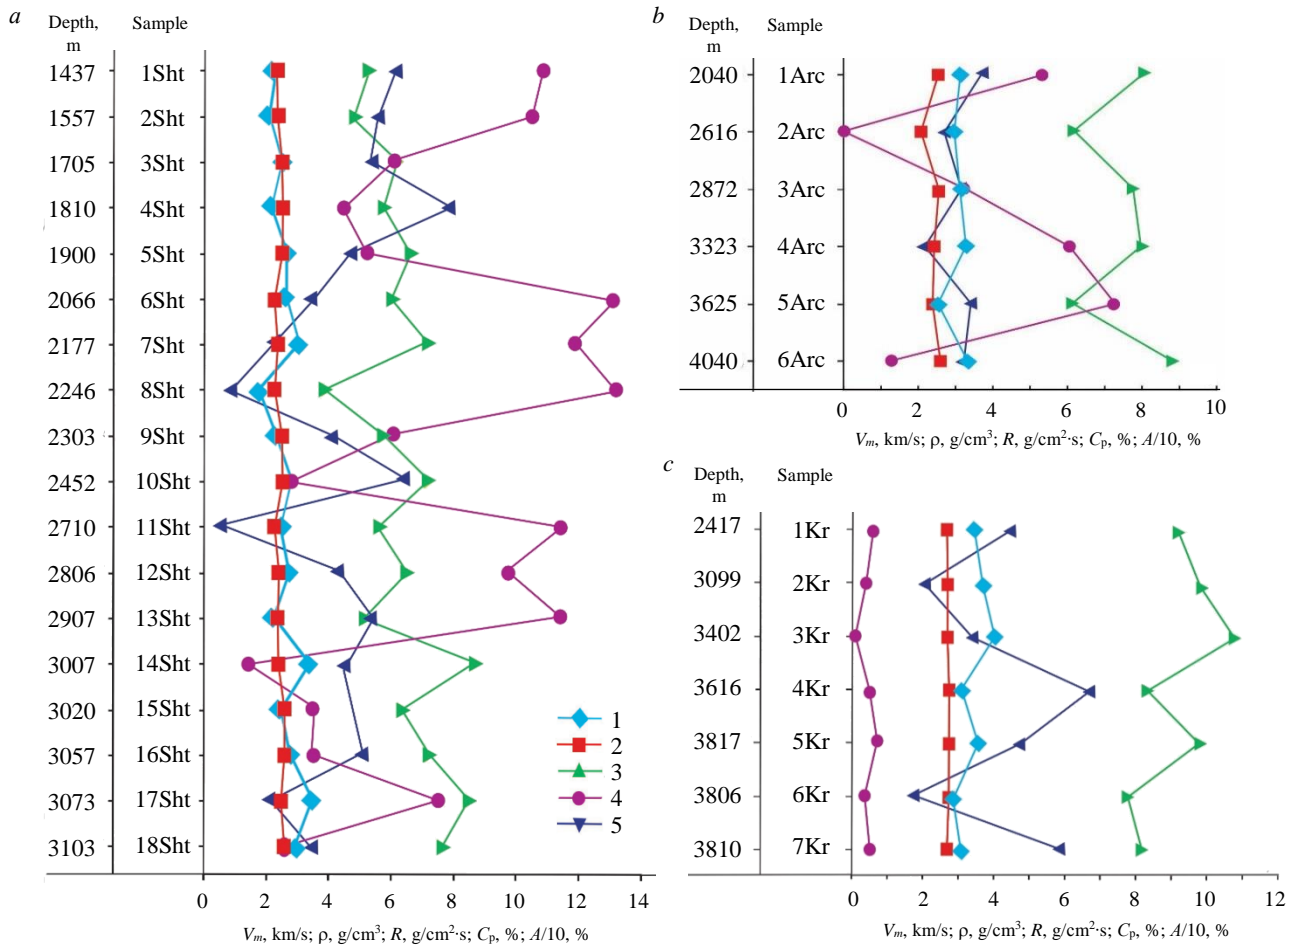 a
Depth, Sample
m
1437 1Sht
1557 2Sht
1705 3Sht
1810 4Sht
1900 5Sht
2066 6Sht
2177 7Sht
2246 8Sht
2303 9Sht
2452 10Sht
2710 11Sht
2806 12Sht
2907 13Sht
3007 14Sht
3020 15Sht
3057 16Sht
3073 17Sht
3103 18Sht
1
2
3
4
5
0 2 4 6 8 10 12 14
Vm, km/s; ρ, g/cm³; R, g/cm²·s; Cp, %; A/10, %
b
Depth, Sample
m
2040 1Arc
2616 2Arc
2872 3Arc
3323 4Arc
3625 5Arc
4040 6Arc
0 2 4 6 8 10
Vm, km/s; ρ, g/cm³; R, g/cm²·s; Cp, %; A/10, %
c
Depth, Sample
m
2417 1Kr
3099 2Kr
3402 3Kr
3616 4Kr
3817 5Kr
3806 6Kr
3810 7Kr
0 2 4 6 8 10 12
Vm, km/s; ρ, g/cm³; R, g/cm²·s; Cp, %; A/10, %